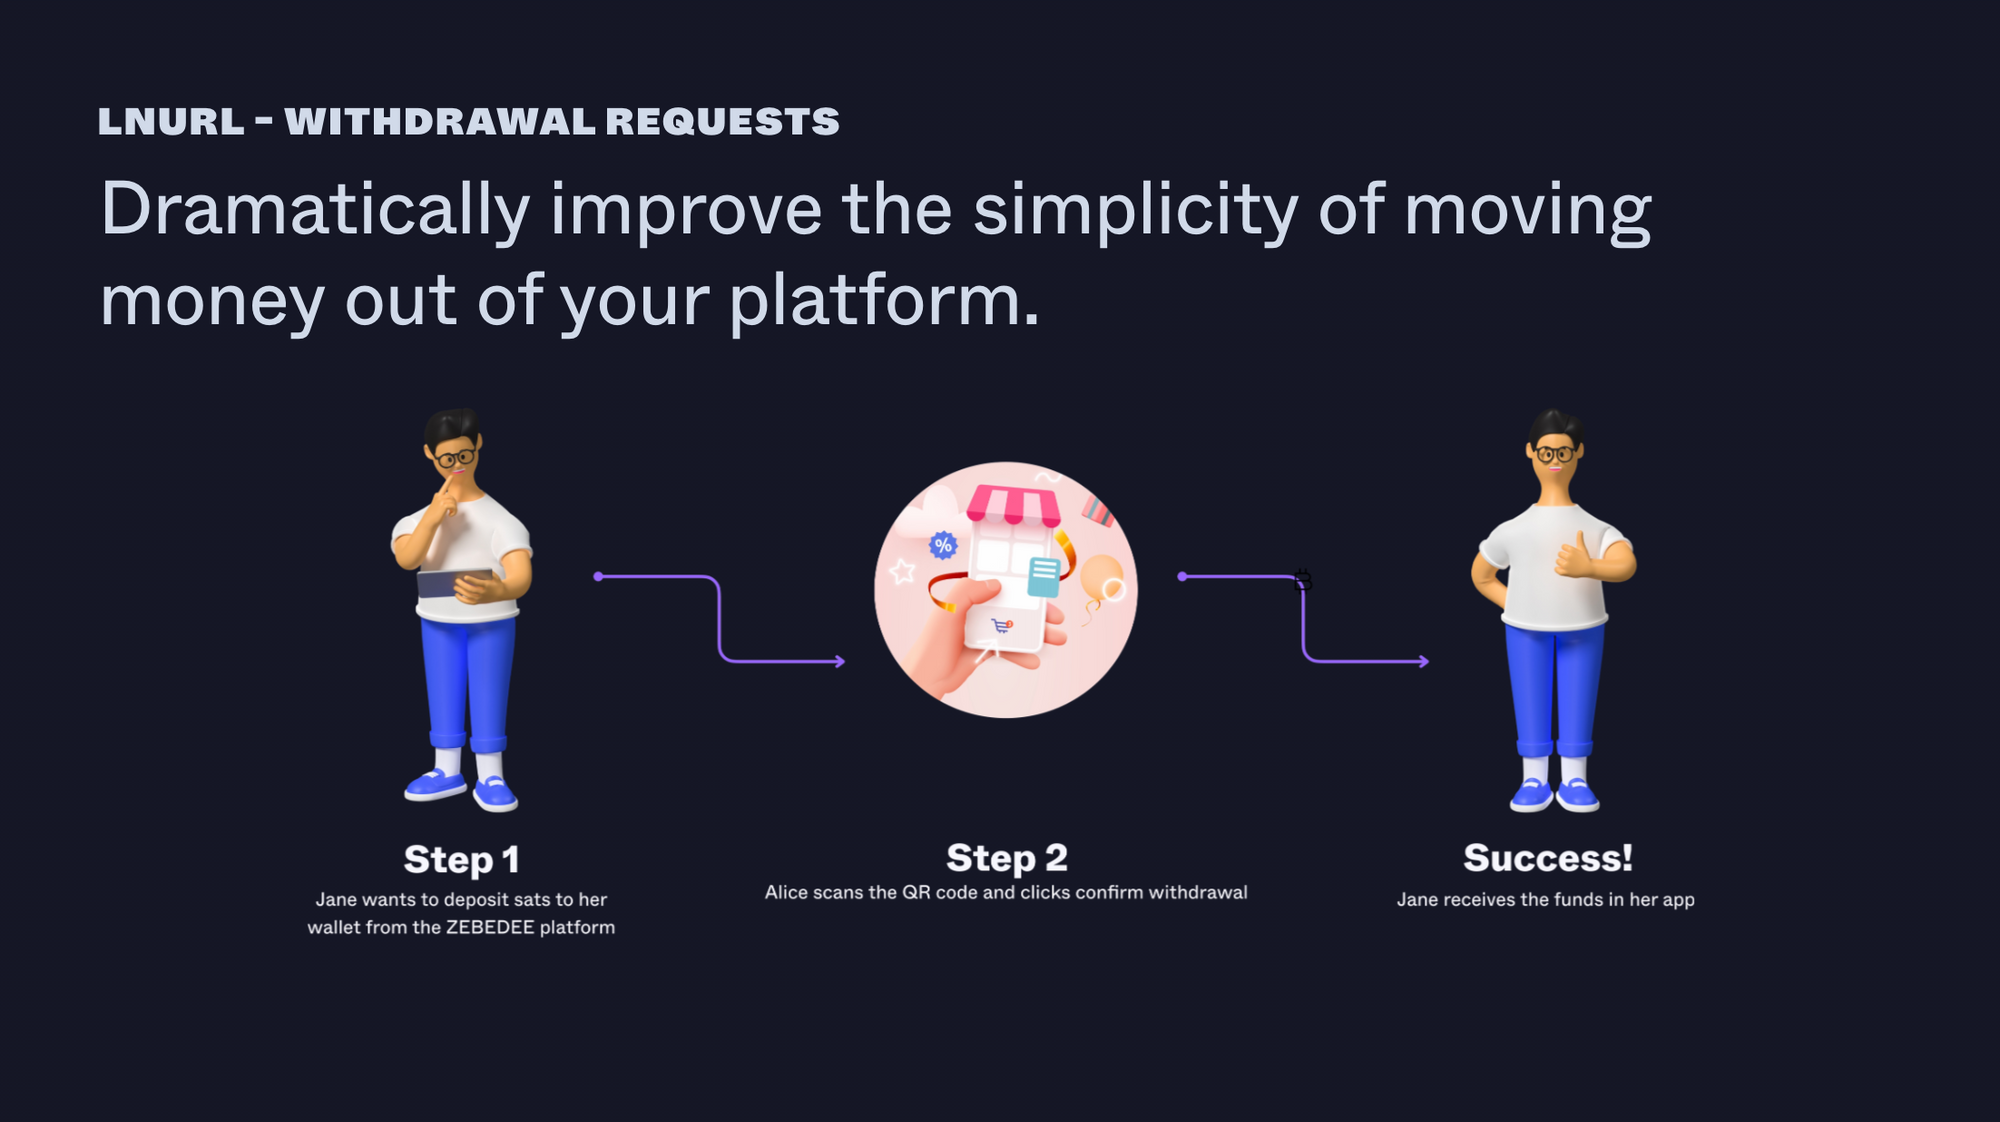 LNURL - WITHDRAWAL REQUESTS
Dramatically improve the simplicity of moving
money out of your platform.
%
Step 1
Jane wants to deposit sats to her
wallet from the ZEBEDEE platform
Step 2
Alice scans the QR code and clicks confirm withdrawal
Success!
Jane receives the funds in her app